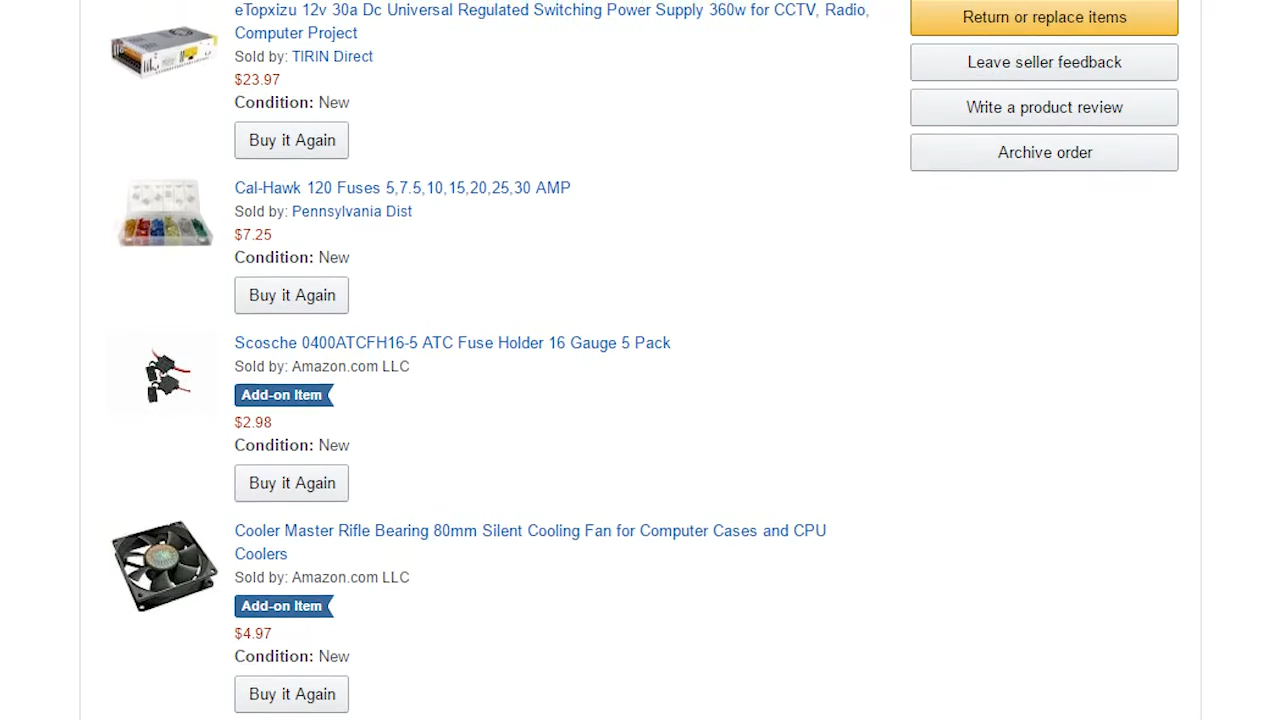 eTopxizu 12v 30a Dc Universal Regulated Switching Power Supply 360w for CCTV, Radio,
Computer Project
Sold by: TIRIN Direct
$23.97
Condition: New
Buy it Again
Return or replace items
Leave seller feedback
Write a product review
Archive order
Cal-Hawk 120 Fuses 5,7.5,10,15,20,25,30 AMP
Sold by: Pennsylvania Dist
$7.25
Condition: New
Buy it Again
Scosche 0400ATCFH16-5 ATC Fuse Holder 16 Gauge 5 Pack
Sold by: Amazon.com LLC
Add-on Item
$2.98
Condition: New
Buy it Again
Cooler Master Rifle Bearing 80mm Silent Cooling Fan for Computer Cases and CPU
Coolers
Sold by: Amazon.com LLC
Add-on Item
$4.97
Condition: New
Buy it Again